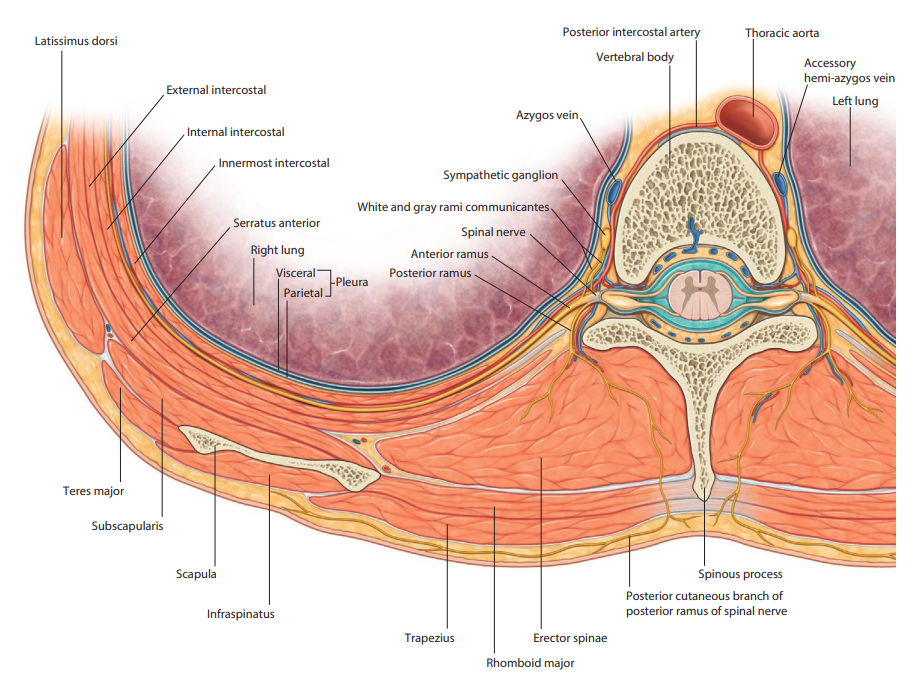 Posterior intercostal artery
Thoracic aorta
Latissimus dorsi
Vertebral body
Accessory
hemi-azygos vein
External intercostal
Left lung
Azygos vein
Internal intercostal
Innermost intercostal
Sympathetic ganglion
White and gray rami communicantes
Serratus anterior
Spinal nerve
Right lung
Anterior ramus
Visceral
Posterior ramus
Pleura
Parietal
Teres major
Subscapularis
Scapula
Spinous process
Posterior cutaneous branch of
posterior ramus of spinal nerve
Infraspinatus
Trapezius
Erector spinae
Rhomboid major